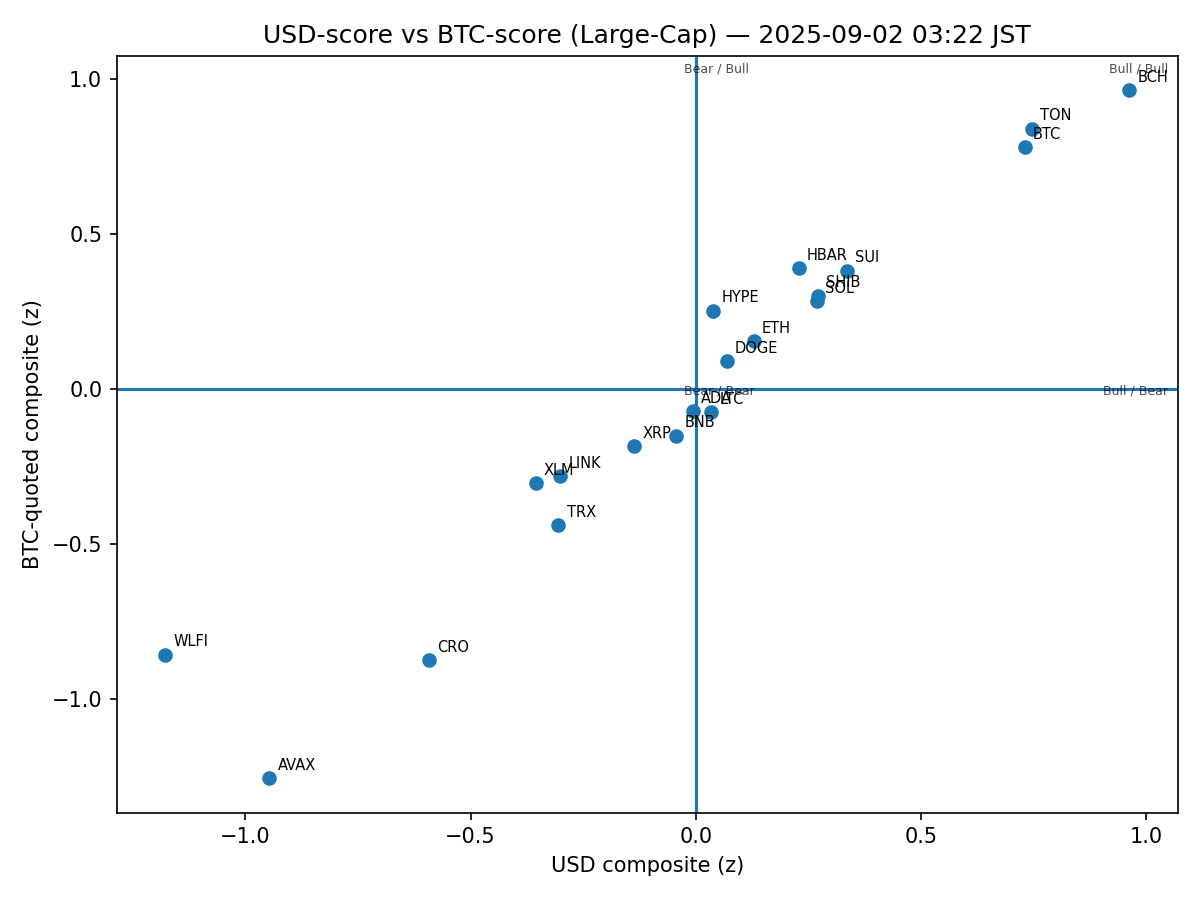 USD-score vs BTC-score (Large-Cap) — 2025-09-02 03:22 JST
Bear / Bull
Bull / Bull
BCH
TON
BTC
HBAR
SUI
SHIB
SOL
HYPE
ETH
DOGE
Bear / Bear
Bull / Bear
ADA
LTC
BNB
XRP
LINK
XLM
TRX
WLFI
CRO
AVAX
1.0
0.5
0.0
−0.5
−1.0
BTC-quoted composite (z)
−1.0
−0.5
0.0
0.5
1.0
USD composite (z)